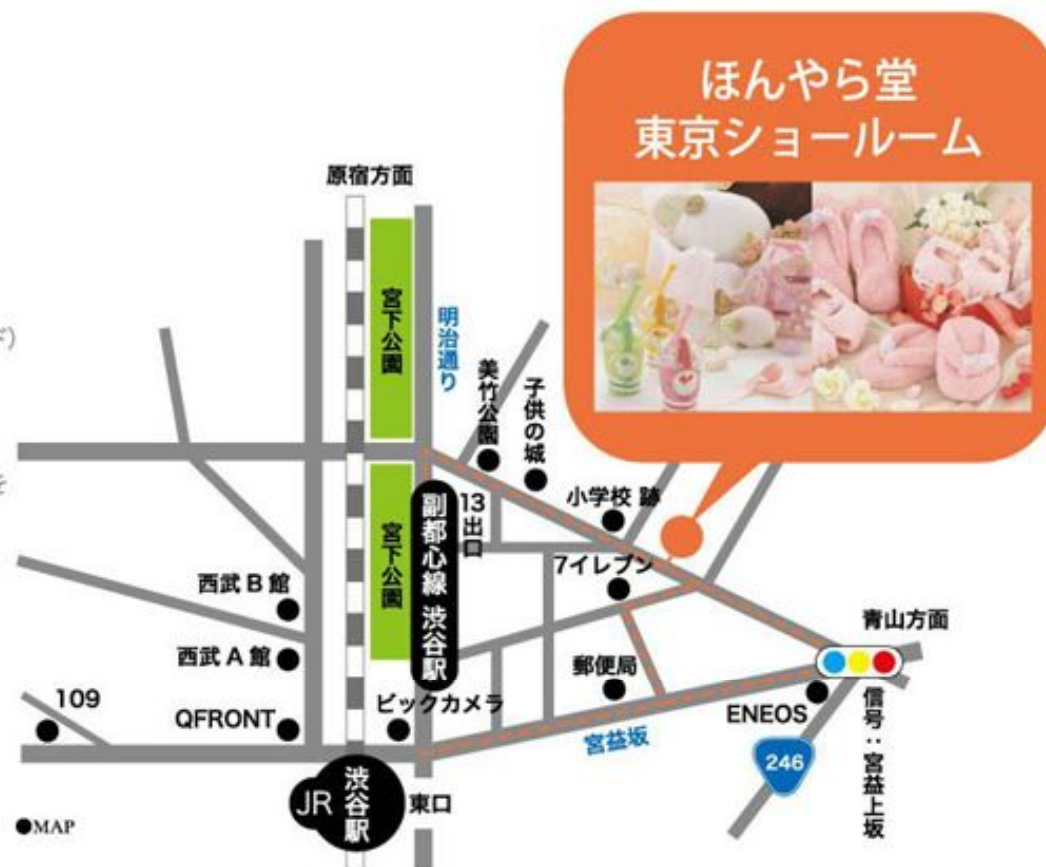 ほんやら堂
東京ショールーム
原宿方面
宮下公園
明治通り
美竹公園
子供の城
ド)
を
小学校 跡
13出口
副都心線 渋谷駅
宮下公園
7イレブン
西武 B 館
西武 A 館
郵便局
青山方面
109
QFRONT
ビックカメラ
ENEOS
宮益坂
信号：宮益上坂
246
JR 渋谷駅
東口
●MAP